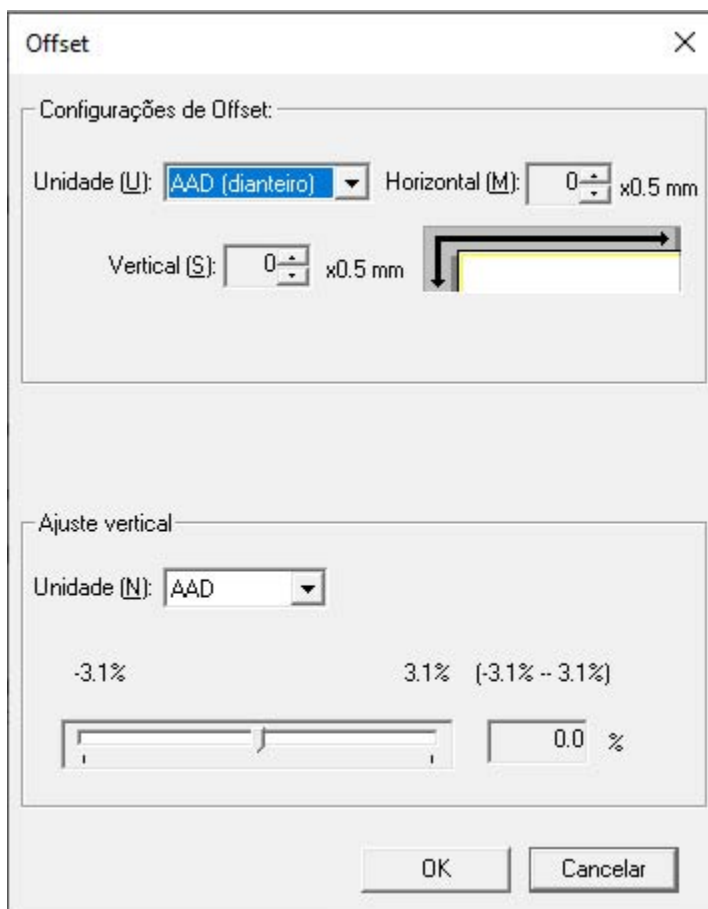 Offset
Configurações de Offset:
Unidade (U): AAD (dianteiro) Horizontal (M): 0 x0.5 mm
Vertical (S): 0 x0.5 mm
Ajuste vertical
Unidade (N): AAD
-3.1% 3.1% (-3.1% -- 3.1%)
0.0 %
OK Cancelar